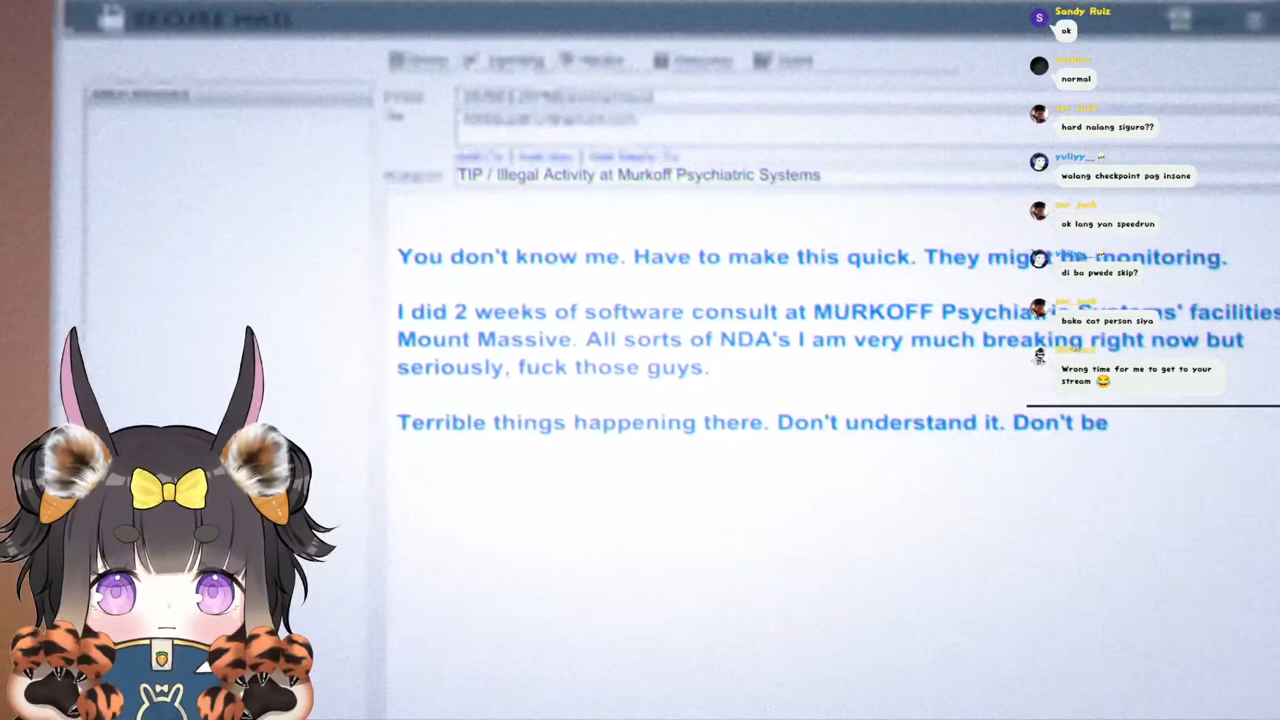 SECURE MAIL
TIP / Illegal Activity at Murkoff Psychiatric Systems
You don't know me. Have to make this quick. They might be monitoring.
I did 2 weeks of software consult at MURKOFF Psychiatric Systems' facilities
Mount Massive. All sorts of NDA's I am very much breaking right now but
seriously, fuck those guys.
Terrible things happening there. Don't understand it. Don't be
Sandy Ruiz
ok
normal
hard nalang siguro??
yuliyy__
walang checkpoint pag insane
ok lang yan speedrun
di ba pwede skip?
baka cat person siya
Wrong time for me to get to your
stream 😂